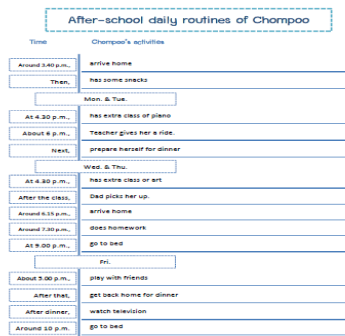 After-school daily routines of Chompoo
Time Chompoo's activities
Around 3.40 p.m., arrive home
Then, has some snacks
Mon. & Tue.
At 4.30 p.m., has extra class of piano
About 6 p.m., Teacher gives her a ride.
Next, prepare herself for dinner
Wed. & Thu.
At 4.30 p.m., has extra class or art
After the class, Dad picks her up.
Around 6.15 p.m., arrive home
Around 7.30 p.m., does homework
At 9.00 p.m., go to bed
Fri.
About 5.00 p.m., play with friends
After that, get back home for dinner
After dinner, watch television
Around 10 p.m. go to bed